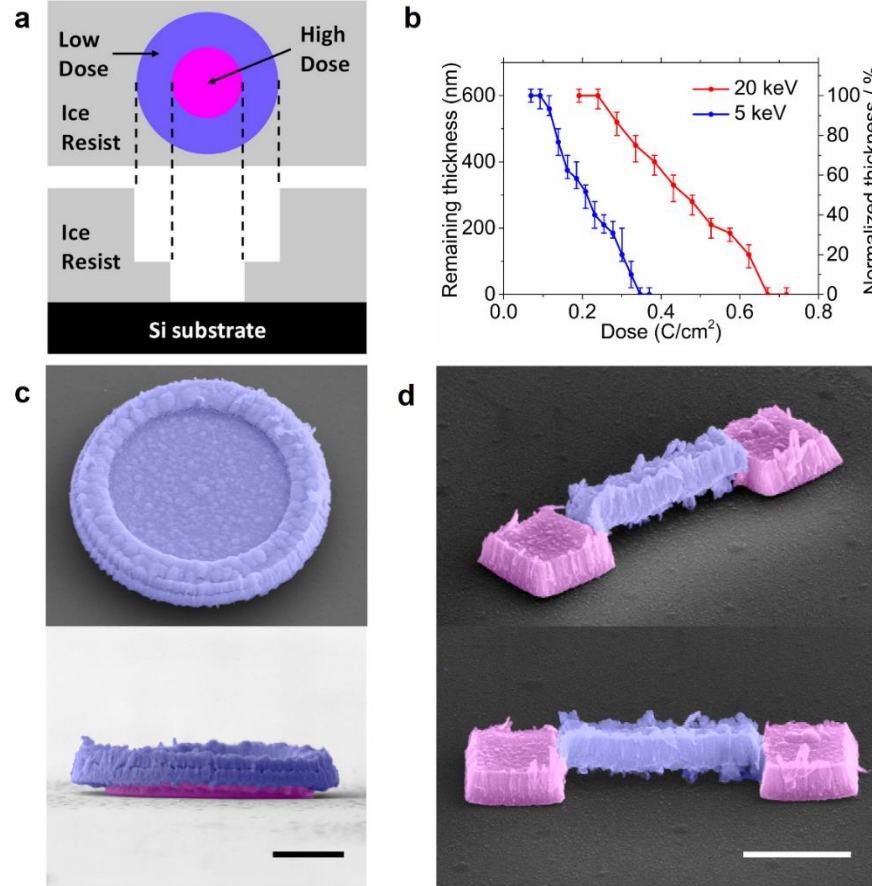 a
Low
Dose
High
Dose
Ice
Resist
Ice
Resist
Si substrate
b
Remaining thickness (nm)
600
400
200
0
20 keV
5 keV
100
80
60
40
20
0
Normalized thickness / %
0.0
0.2
0.4
0.6
0.8
Dose (C/cm²)
c
d